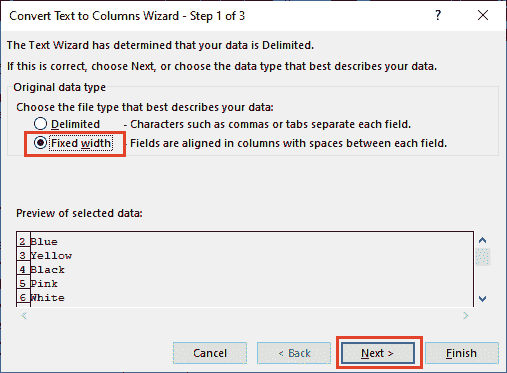 Convert Text to Columns Wizard - Step 1 of 3
?
The Text Wizard has determined that your data is Delimited.
If this is correct, choose Next, or choose the data type that best describes your data.
Original data type
Choose the file type that best describes your data:
Delimited - Characters such as commas or tabs separate each field.
Fixed width - Fields are aligned in columns with spaces between each field.
Preview of selected data:
2 Blue
3 Yellow
4 Black
5 Pink
6 White
Cancel < Back Next > Finish